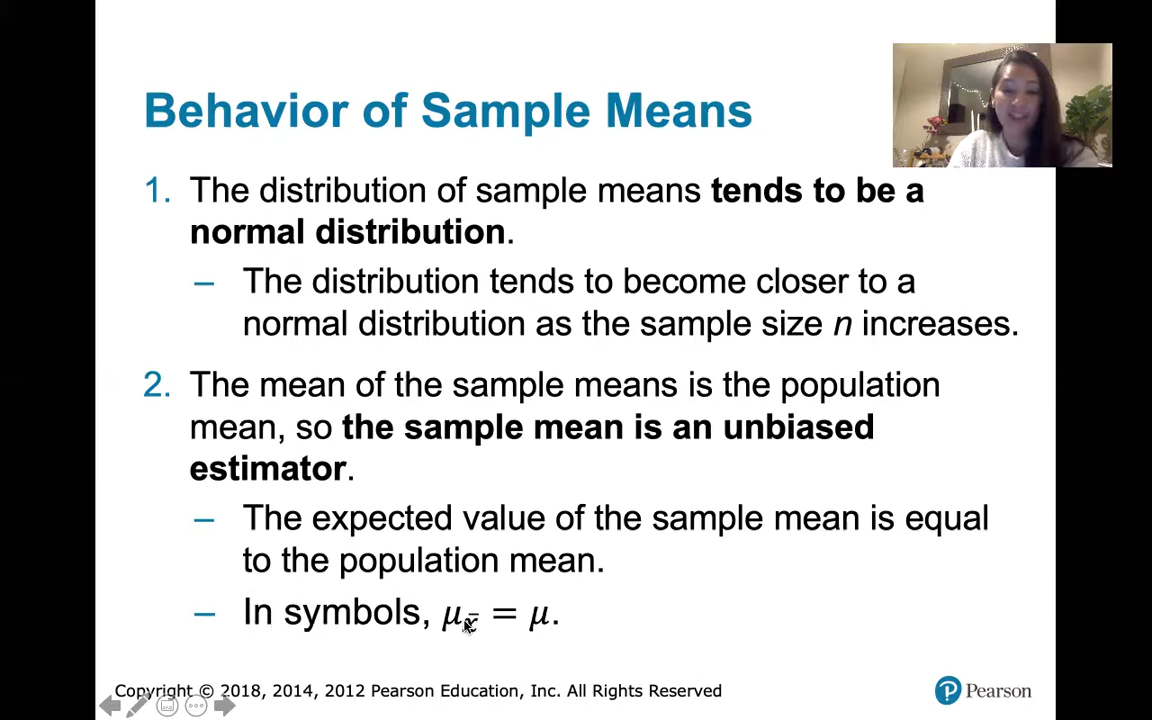 Behavior of Sample Means
1. The distribution of sample means tends to be a
normal distribution.
– The distribution tends to become closer to a
normal distribution as the sample size n increases.
2. The mean of the sample means is the population
mean, so the sample mean is an unbiased
estimator.
– The expected value of the sample mean is equal
to the population mean.
– In symbols, μ_x̄ = μ.
Copyright © 2018, 2014, 2012 Pearson Education, Inc. All Rights Reserved
Pearson